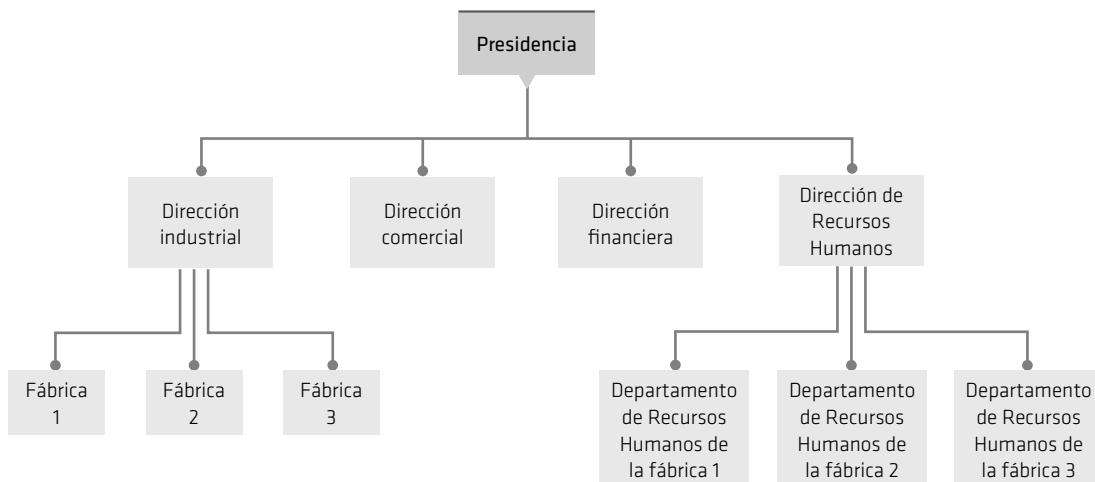 Presidencia
Dirección
industrial
Dirección
comercial
Dirección
financiera
Dirección de
Recursos
Humanos
Fábrica
1
Fábrica
2
Fábrica
3
Departamento
de Recursos
Humanos de
la fábrica 1
Departamento
de Recursos
Humanos de
la fábrica 2
Departamento
de Recursos
Humanos de
la fábrica 3